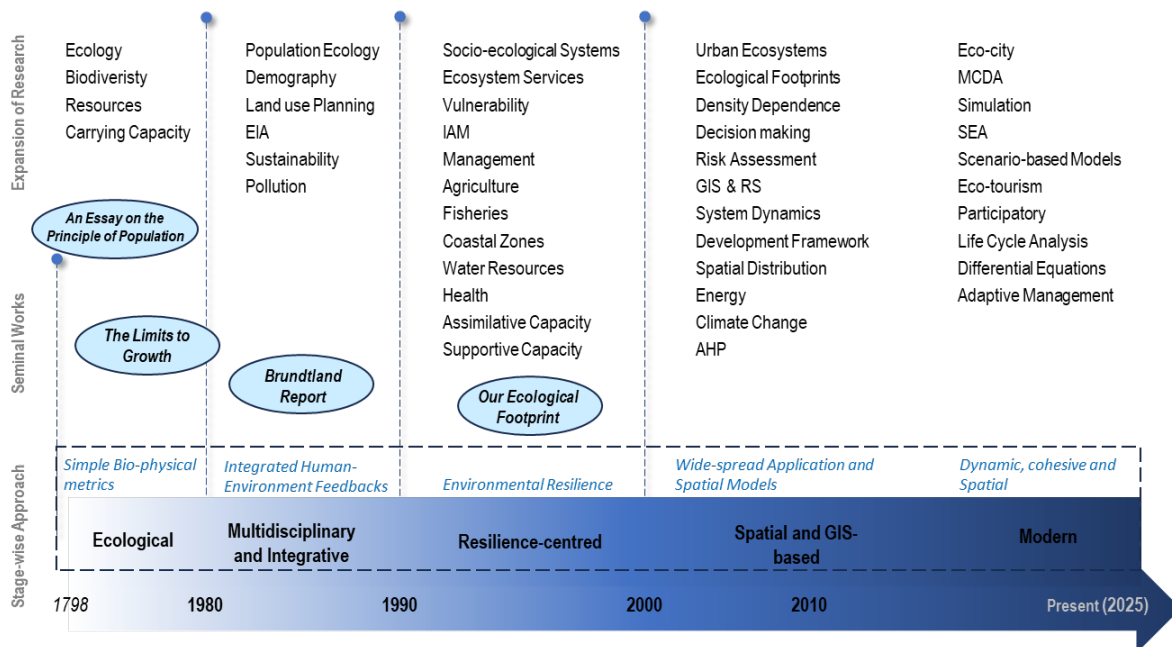 Expansion of Research
Ecology
Biodiveristy
Resources
Carrying Capacity
Population Ecology
Demography
Land use Planning
EIA
Sustainability
Pollution
Socio-ecological Systems
Ecosystem Services
Vulnerability
IAM
Management
Agriculture
Fisheries
Coastal Zones
Water Resources
Health
Assimilative Capacity
Supportive Capacity
Urban Ecosystems
Ecological Footprints
Density Dependence
Decision making
Risk Assessment
GIS & RS
System Dynamics
Development Framework
Spatial Distribution
Energy
Climate Change
AHP
Eco-city
MCDA
Simulation
SEA
Scenario-based Models
Eco-tourism
Participatory
Life Cycle Analysis
Differential Equations
Adaptive Management
Seminal Works
An Essay on the
Principle of Population
The Limits to
Growth
Brundtland
Report
Our Ecological
Footprint
Stage-wise Approach
Simple Bio-physical
metrics
Integrated Human-
Environment Feedbacks
Environmental Resilience
Wide-spread Application and
Spatial Models
Dynamic, cohesive and
Spatial
Ecological
Multidisciplinary
and Integrative
Resilience-centred
Spatial and GIS-
based
Modern
1798
1980
1990
2000
2010
Present (2025)